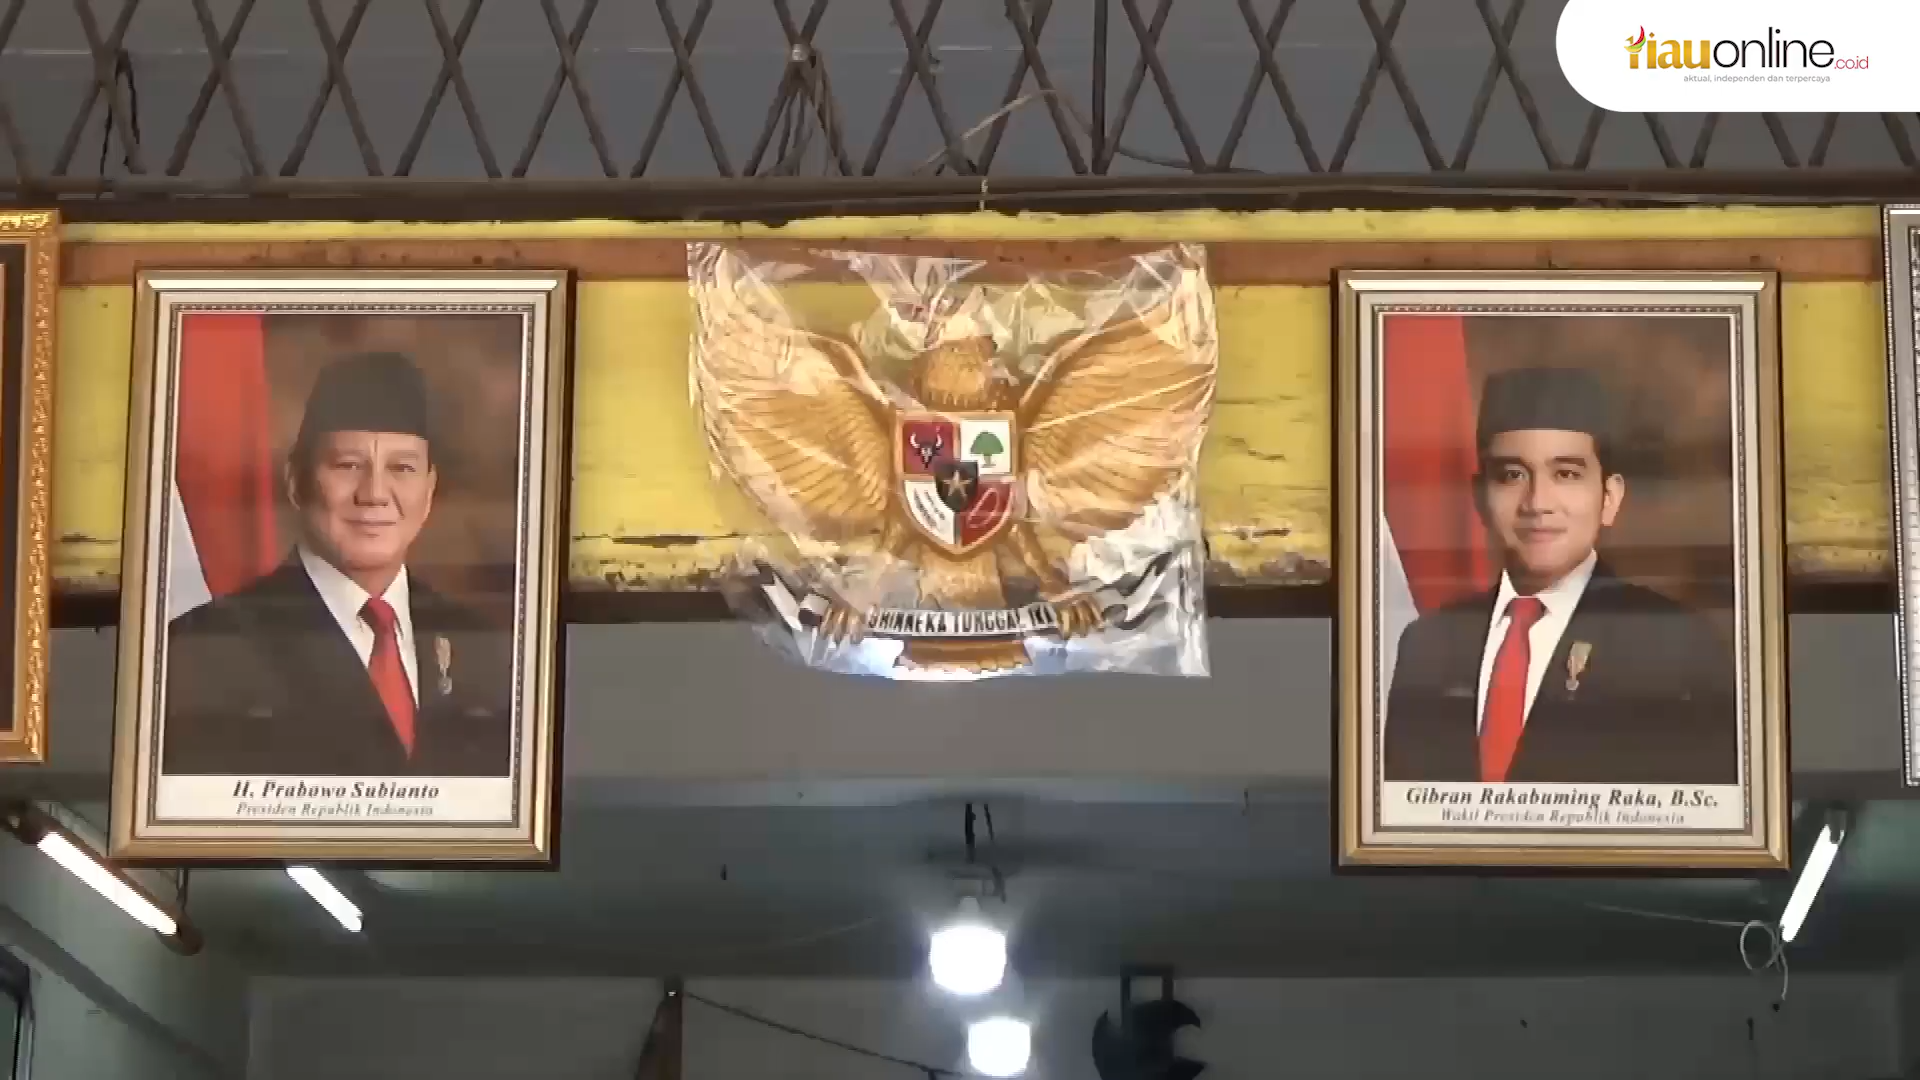 riauonline.co.id
aktual, independen dan terpercaya
BHINNEKA TUNGGAL IKA
H. Prabowo Subianto
Presiden Republik Indonesia
Gibran Rakabuming Raka, B.Sc.
Wakil Presiden Republik Indonesia